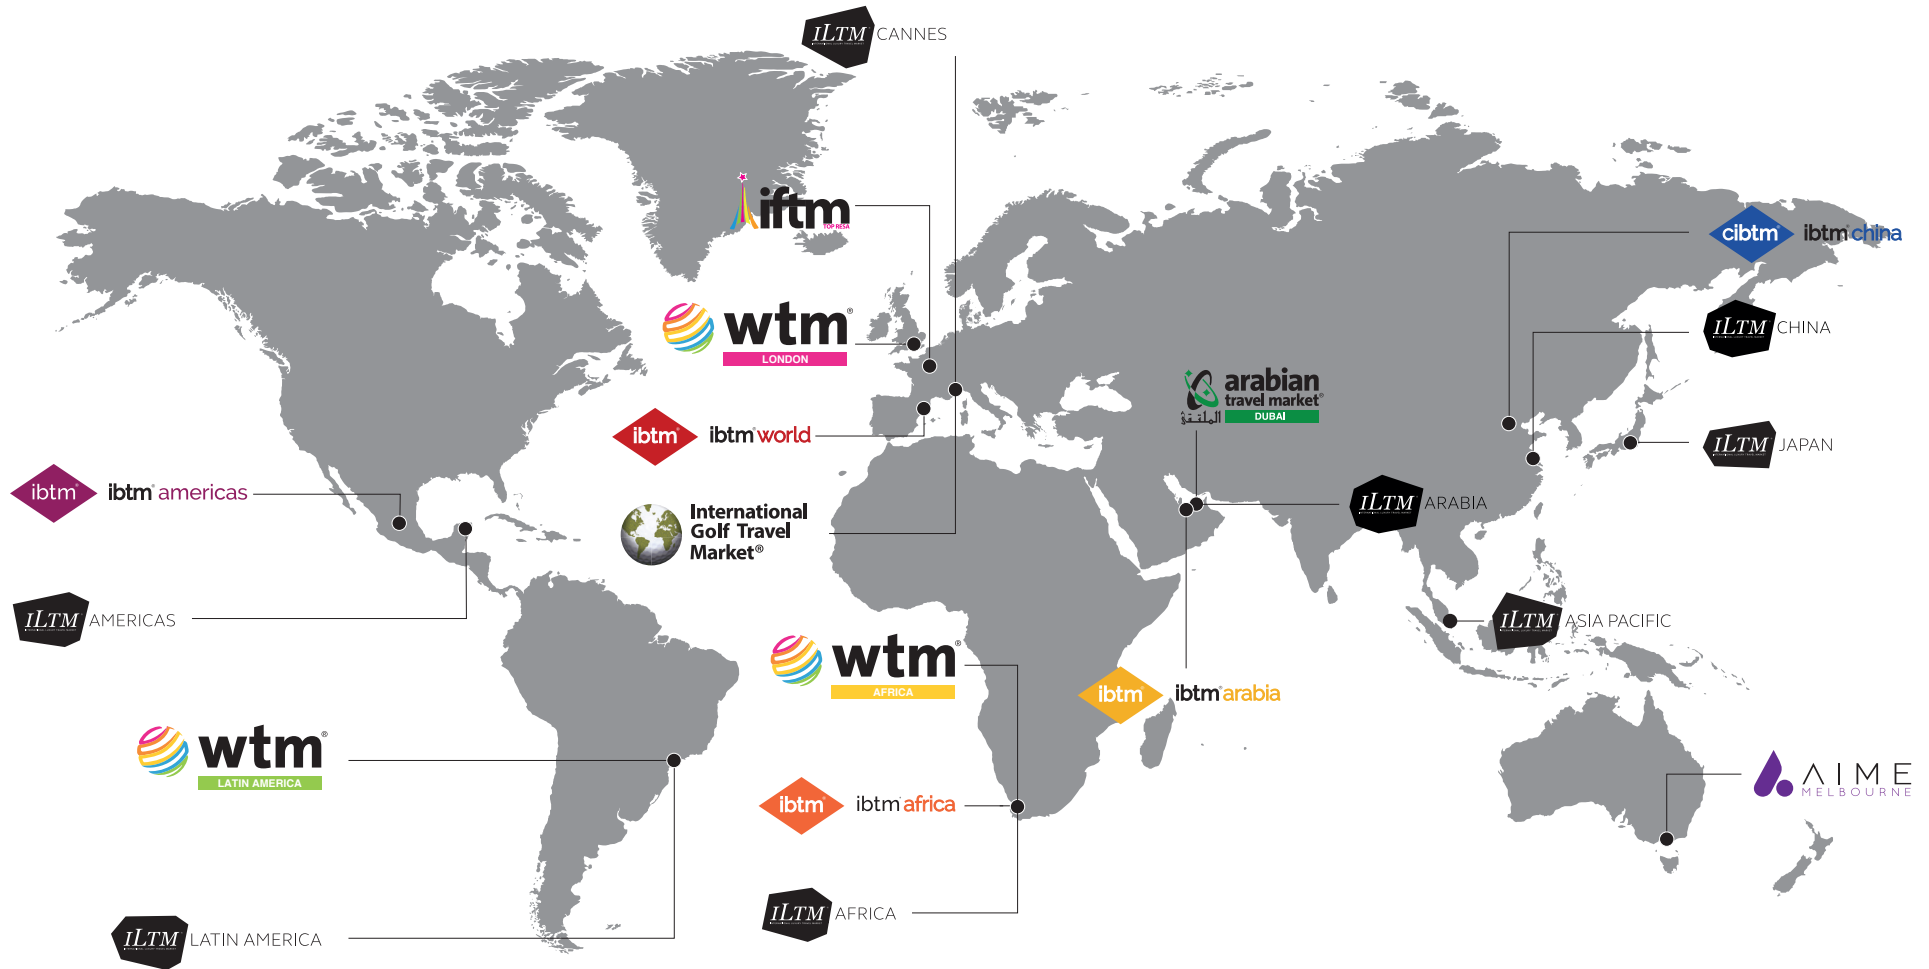 ILTM CANNES
iftm
TOP RESA
cibtm® ibtm® china
wtm®
LONDON
ILTM CHINA
arabian
travel market®
الملتقى
DUBAI
ibtm® ibtm® world
ILTM JAPAN
ibtm® ibtm® americas
ILTM ARABIA
International
Golf Travel
Market®
ILTM AMERICAS
ILTM ASIA PACIFIC
wtm®
AFRICA
ibtm® ibtm® arabia
wtm®
LATIN AMERICA
AIME
MELBOURNE
ibtm® ibtm® africa
ILTM AFRICA
ILTM LATIN AMERICA